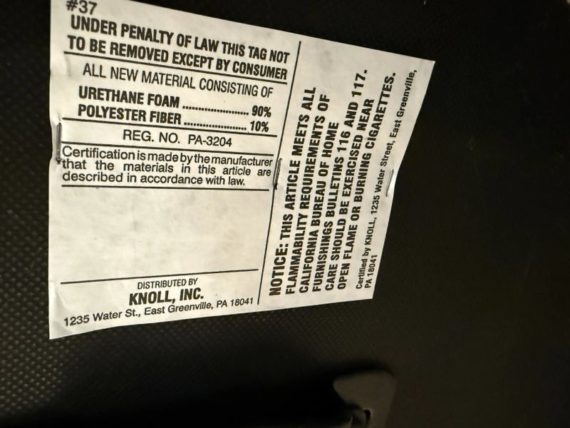 #37
UNDER PENALTY OF LAW THIS TAG NOT
TO BE REMOVED EXCEPT BY CONSUMER
ALL NEW MATERIAL CONSISTING OF
URETHANE FOAM .................... 90%
POLYESTER FIBER ................... 10%
REG. NO. PA-3204
Certification is made by the manufacturer
that the materials in this article are
described in accordance with law.
DISTRIBUTED BY
KNOLL, INC.
1235 Water St., East Greenville, PA 18041
NOTICE: THIS ARTICLE MEETS ALL
FLAMMABILITY REQUIREMENTS OF
CALIFORNIA BUREAU OF HOME
FURNISHINGS BULLETINS 116 AND 117.
CARE SHOULD BE EXERCISED NEAR
OPEN FLAME OR BURNING CIGARETTES.
Certified by KNOLL, 1235 Water Street, East Greenville,
PA 18041